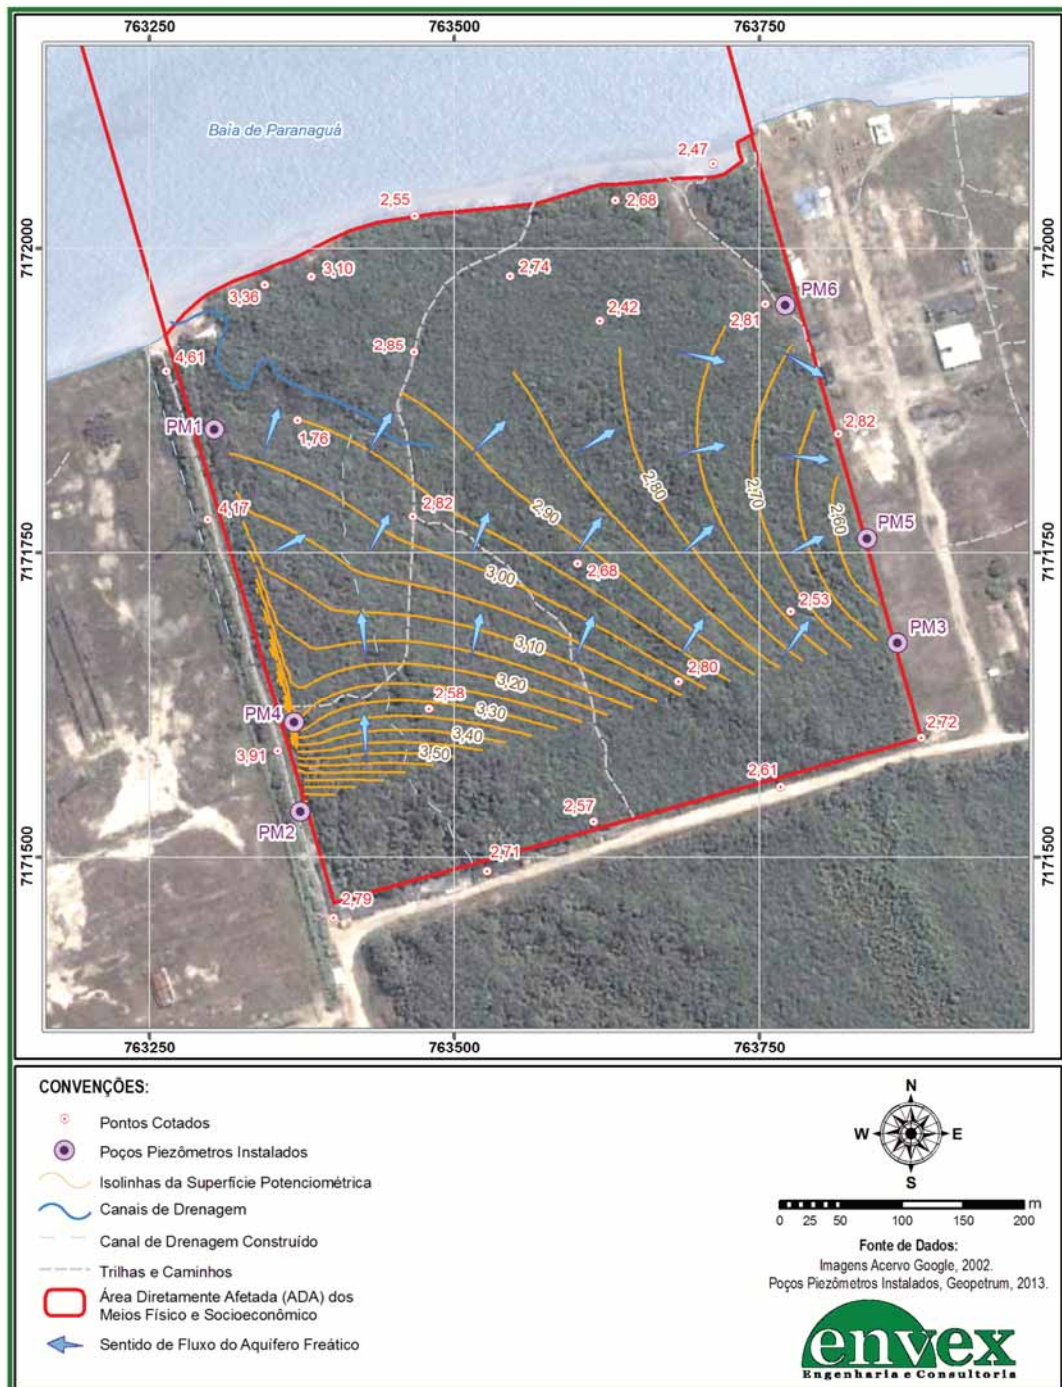 763250
763500
763750
Baía de Paranaguá
2,47
2,55
2,68
7172000
7172000
3,10
2,74
3,36
PM6
2,81
2,42
2,85
4,61
PM1
1,76
2,82
2,80
4,17
2,82
2,90
2,70
2,60
PM5
7171750
7171750
3,00
2,68
2,53
PM3
3,10
2,80
3,20
2,58
3,30
PM4
3,40
2,72
3,91
3,50
2,61
PM2
2,57
7171500
7171500
2,71
2,79
763250
763500
763750
CONVENÇÕES:
Pontos Cotados
Poços Piezômetros Instalados
Isolinhas da Superfície Potenciométrica
Canais de Drenagem
Canal de Drenagem Construído
Trilhas e Caminhos
Área Diretamente Afetada (ADA) dos
Meios Físico e Socioeconômico
Sentido de Fluxo do Aquífero Freático
N
W E
S
m
0 25 50 100 150 200
Fonte de Dados:
Imagens Acervo Google, 2002.
Poços Piezômetros Instalados, Geopetrum, 2013.
envex
Engenharia e Consultoria